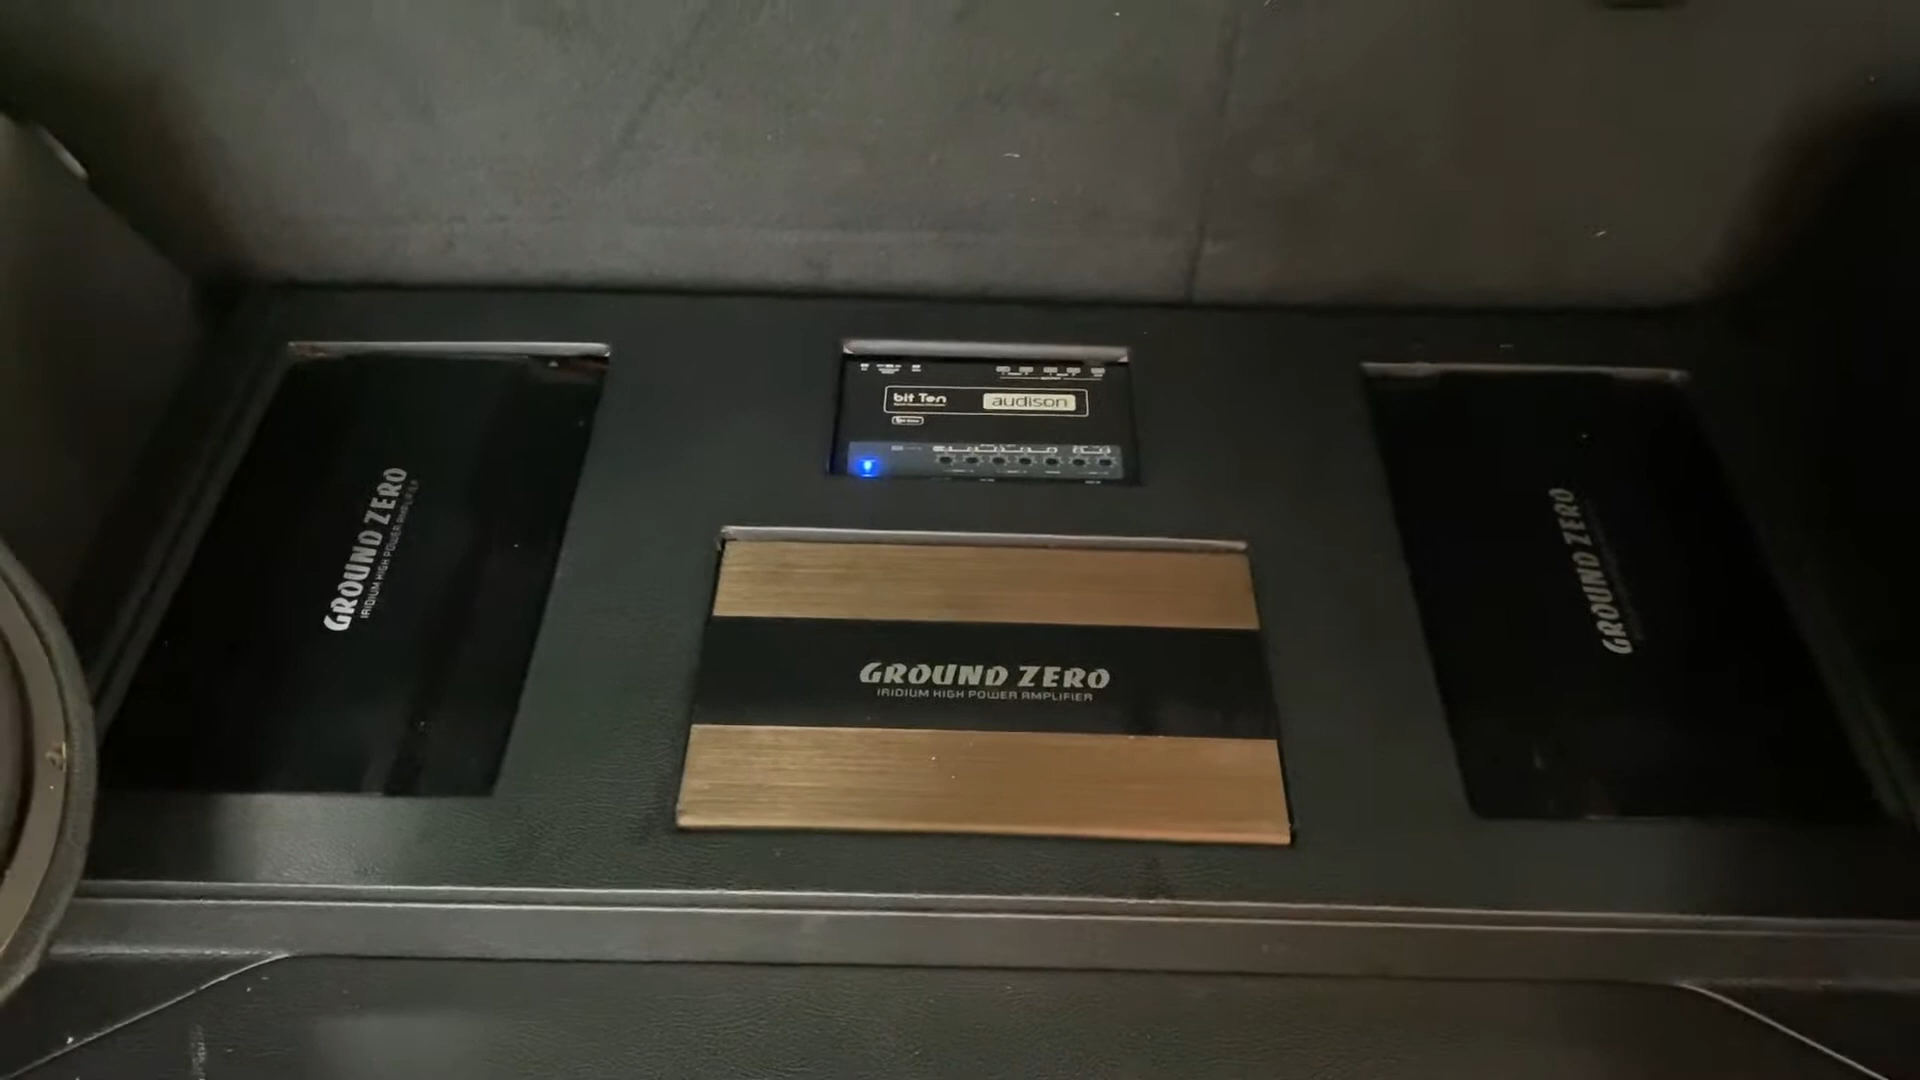 bit Ten
audison
GROUND ZERO
IRIDIUM HIGH POWER AMPLIFIER
GROUND ZERO
IRIDIUM HIGH POWER AMPLIFIER
GROUND ZERO